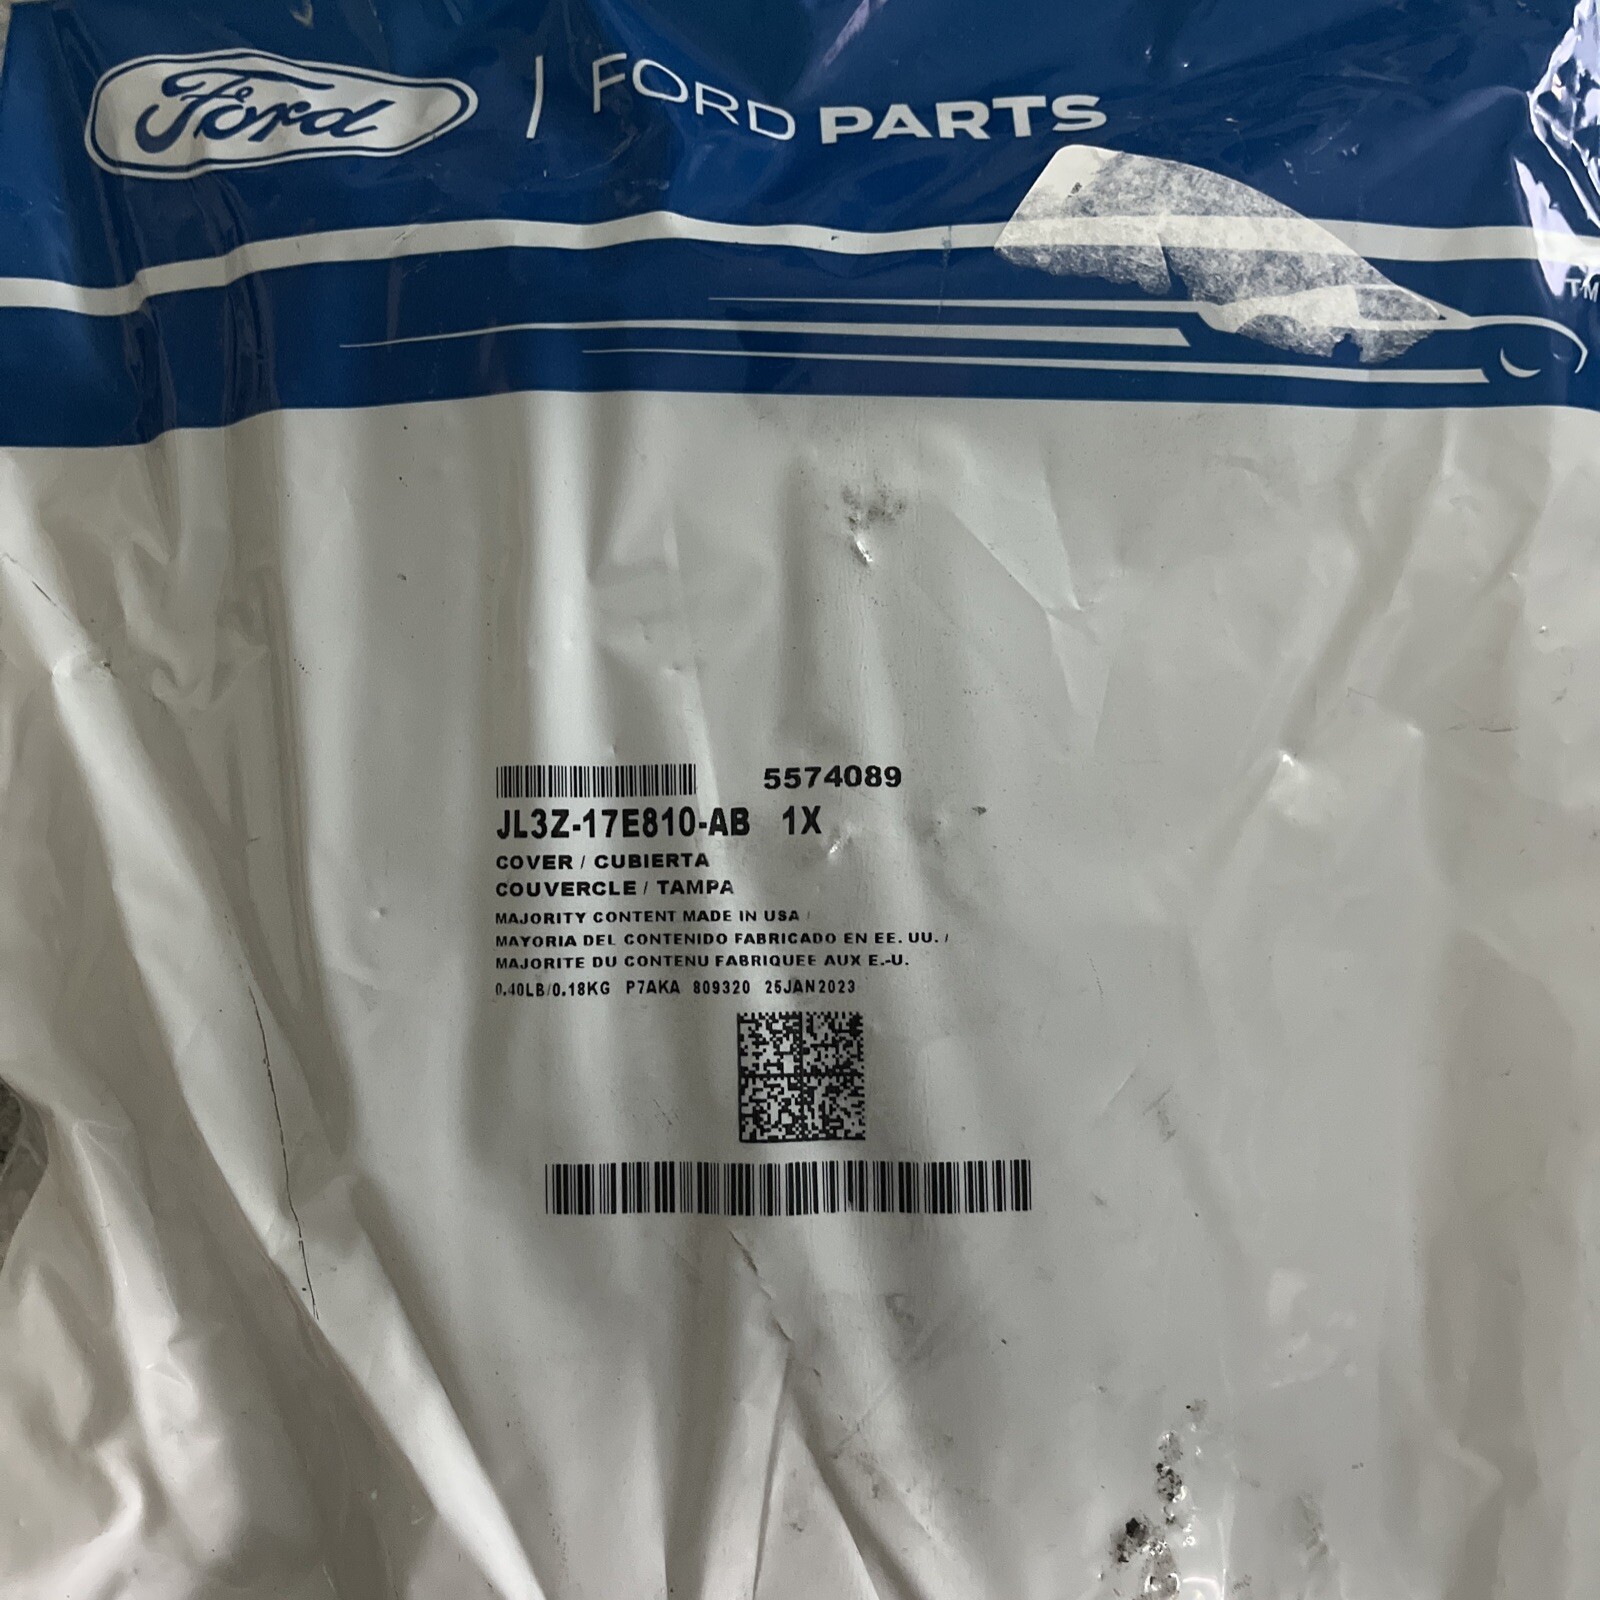 Ford | FORD PARTS
TM
5574089
JL3Z-17E810-AB 1X
COVER / CUBIERTA
COUVERCLE / TAMPA
MAJORITY CONTENT MADE IN USA /
MAYORIA DEL CONTENIDO FABRICADO EN EE. UU. /
MAJORITE DU CONTENU FABRIQUEE AUX E.-U.
0.40LB/0.18KG P7AKA 809320 25JAN2023